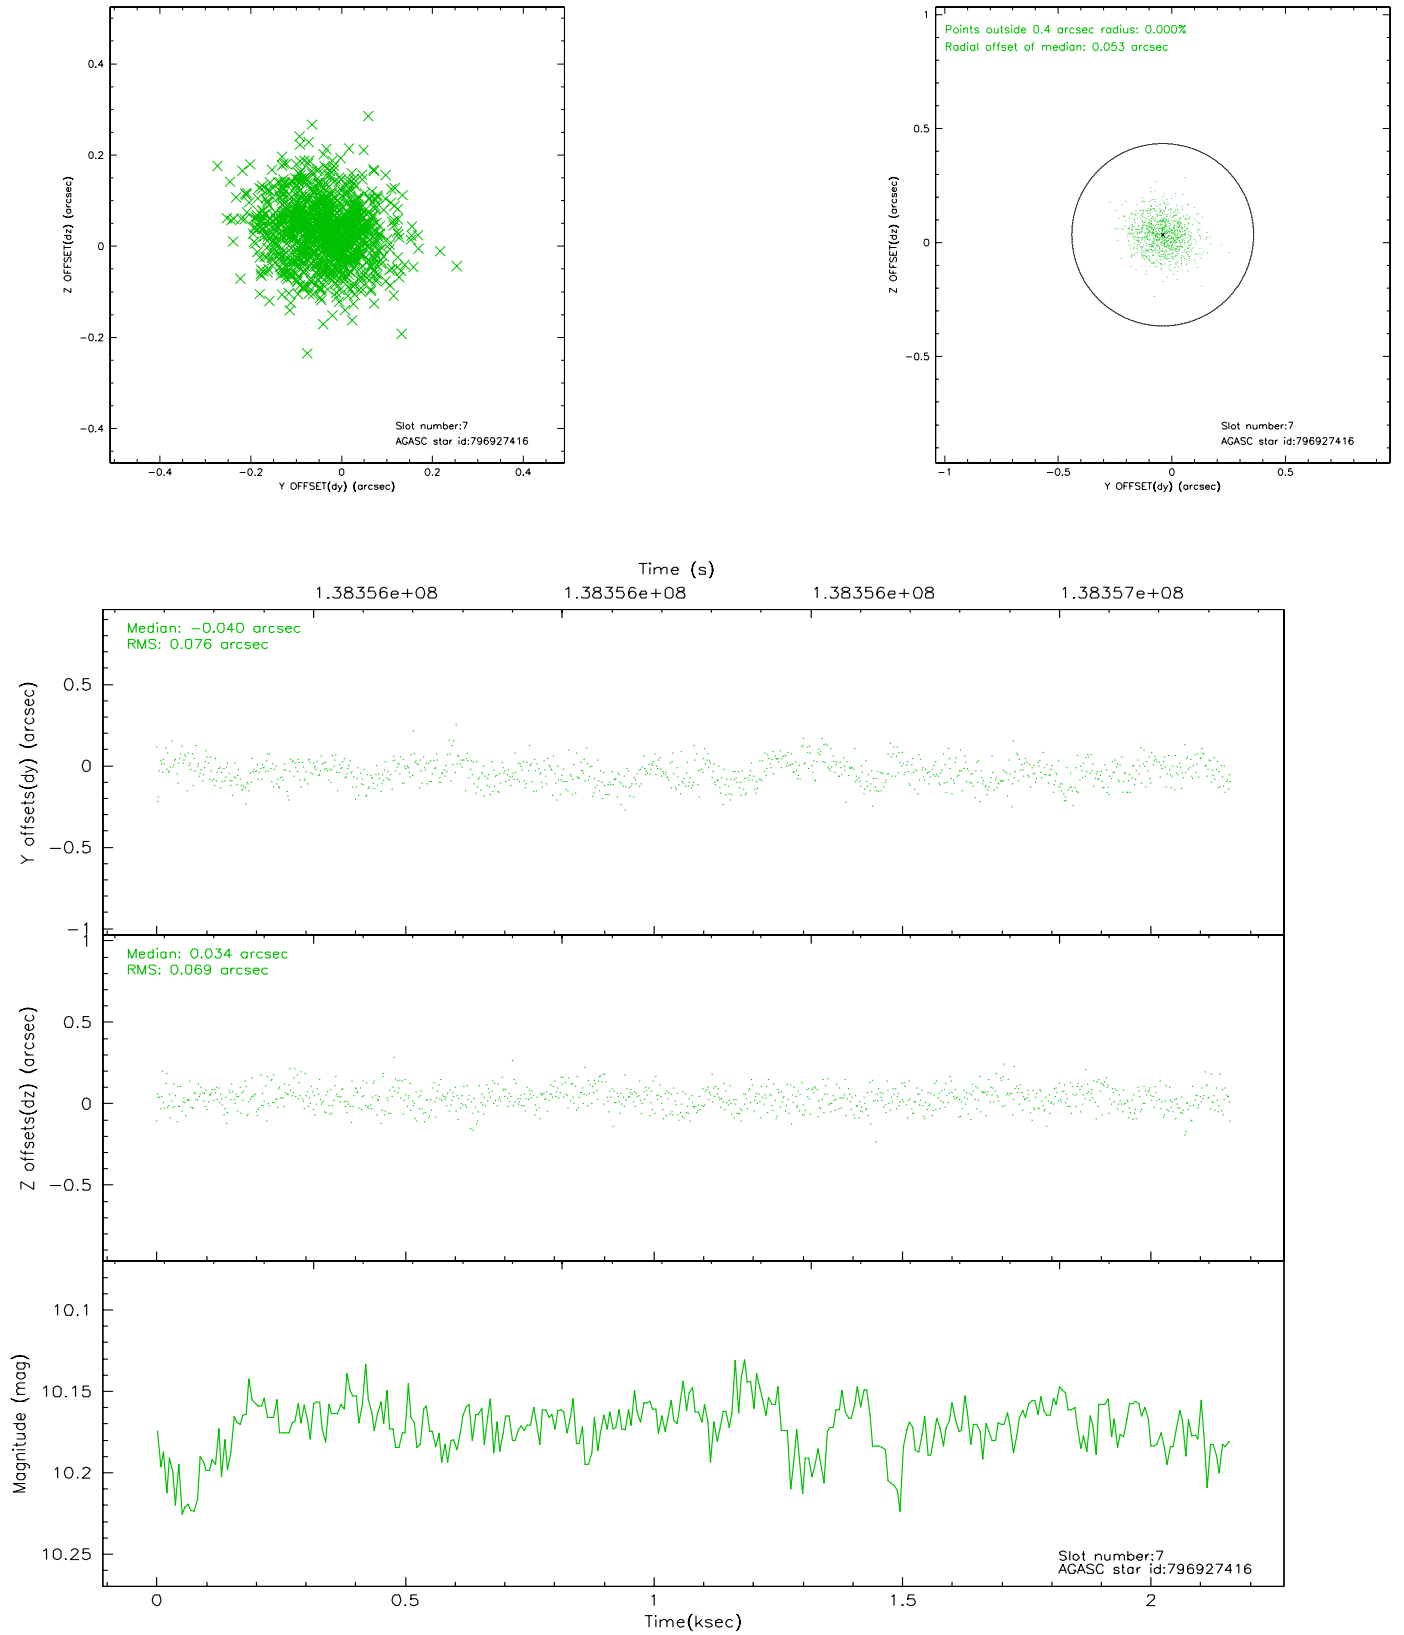 0.4
0.2
0
−0.2
−0.4
Z OFFSET(dz) (arcsec)
−0.4 −0.2 0 0.2 0.4
Y OFFSET(dy) (arcsec)
Slot number:7
AGASC star id:796927416
Points outside 0.4 arcsec radius: 0.000%
Radial offset of median: 0.053 arcsec
1
0.5
0
−0.5
Z OFFSET(dz) (arcsec)
−1 −0.5 0 0.5
Y OFFSET(dy) (arcsec)
Slot number:7
AGASC star id:796927416
Time (s)
1.38356e+08 1.38356e+08 1.38356e+08 1.38357e+08
Median: −0.040 arcsec
RMS: 0.076 arcsec
0.5
0
−0.5
−1
Y offsets(dy) (arcsec)
Median: 0.034 arcsec
RMS: 0.069 arcsec
1
0.5
0
−0.5
Z offsets(dz) (arcsec)
10.1
10.15
10.2
10.25
Magnitude (mag)
Slot number:7
AGASC star id:796927416
0 0.5 1 1.5 2
Time(ksec)